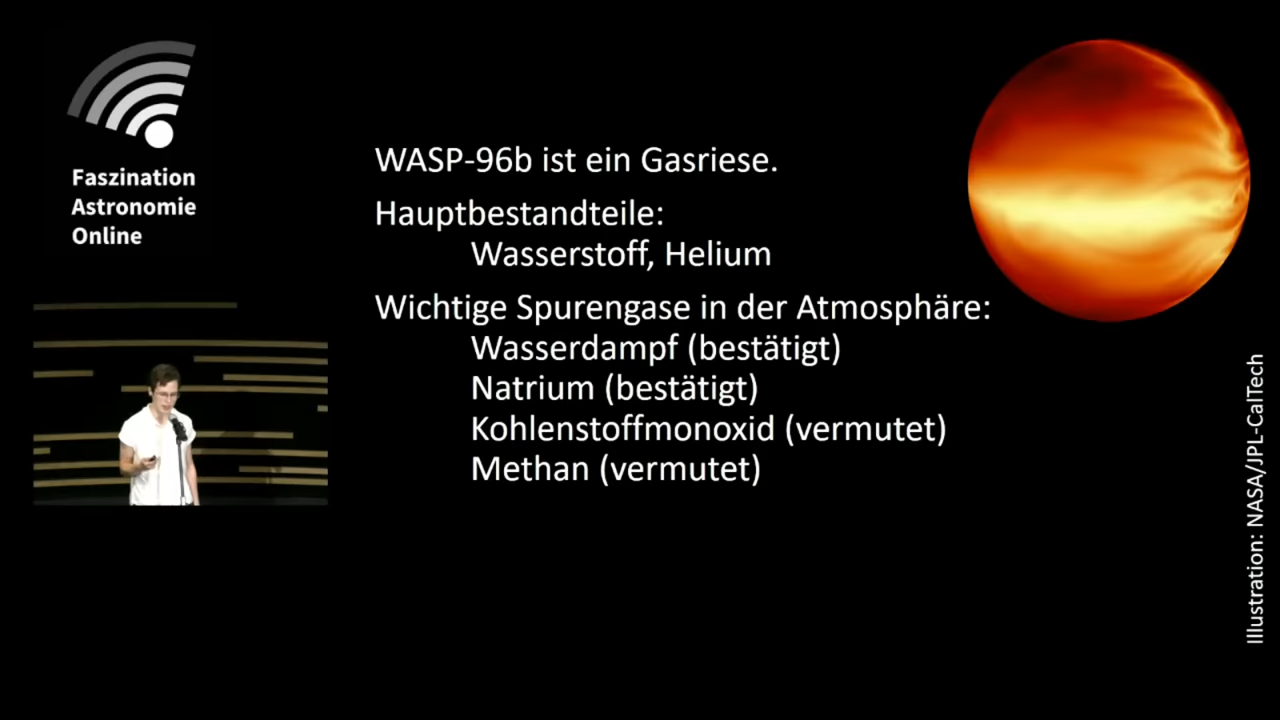 Faszination
Astronomie
Online
WASP-96b ist ein Gasriese.
Hauptbestandteile:
Wasserstoff, Helium
Wichtige Spurengase in der Atmosphäre:
Wasserdampf (bestätigt)
Natrium (bestätigt)
Kohlenstoffmonoxid (vermutet)
Methan (vermutet)
Illustration: NASA/JPL-CalTech